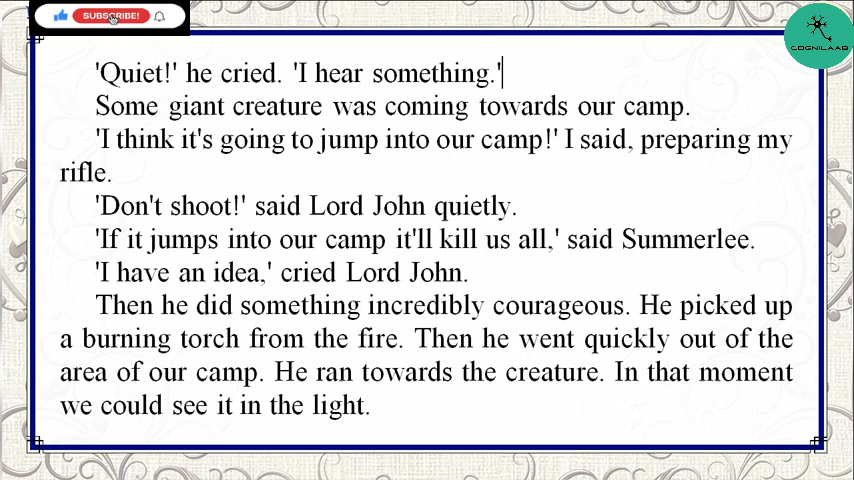 SUBSCRIBE!
COGNILAAB
'Quiet!' he cried. 'I hear something.'
Some giant creature was coming towards our camp.
'I think it's going to jump into our camp!' I said, preparing my
rifle.
'Don't shoot!' said Lord John quietly.
'If it jumps into our camp it'll kill us all,' said Summerlee.
'I have an idea,' cried Lord John.
Then he did something incredibly courageous. He picked up
a burning torch from the fire. Then he went quickly out of the
area of our camp. He ran towards the creature. In that moment
we could see it in the light.